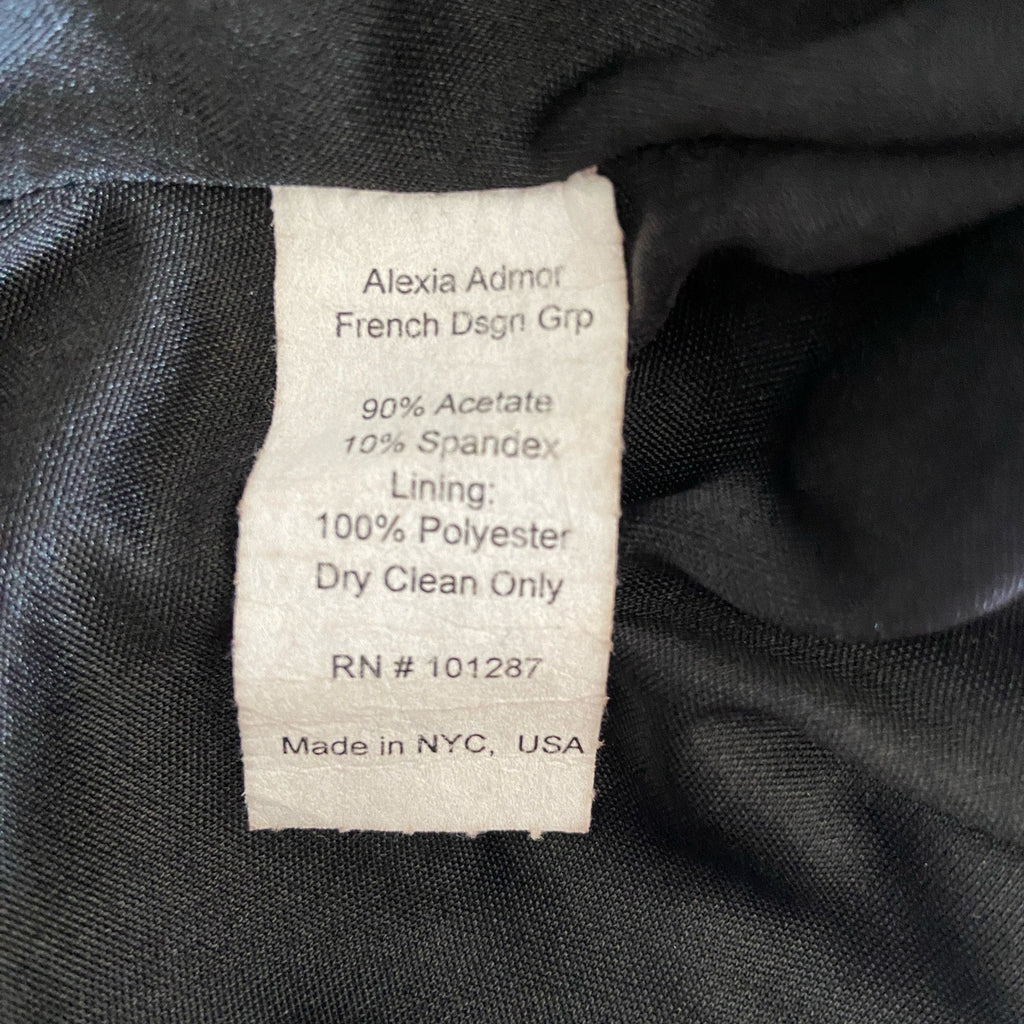 Alexia Admor
French Dsgn Grp
90% Acetate
10% Spandex
Lining:
100% Polyester
Dry Clean Only
RN # 101287
Made in NYC, USA